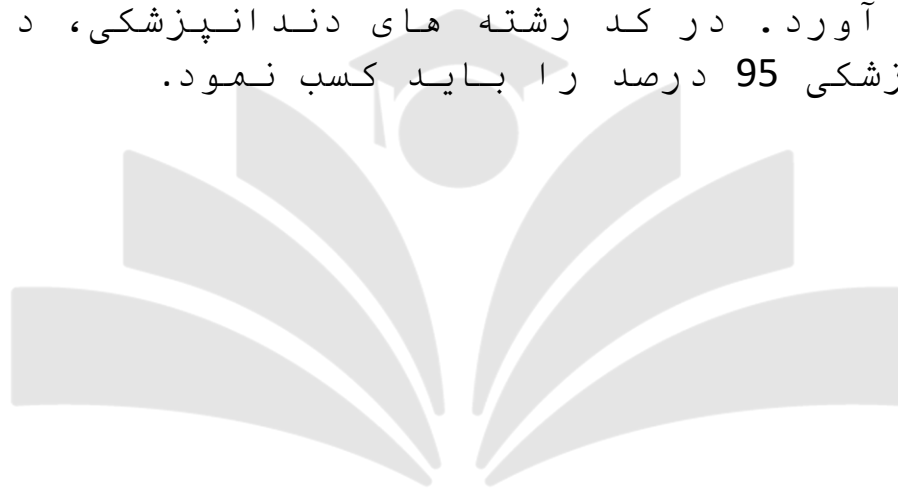 آورد. در کد رشته های دندانپزشکی، د
زشکی 95 درصد را باید کسب نمود.